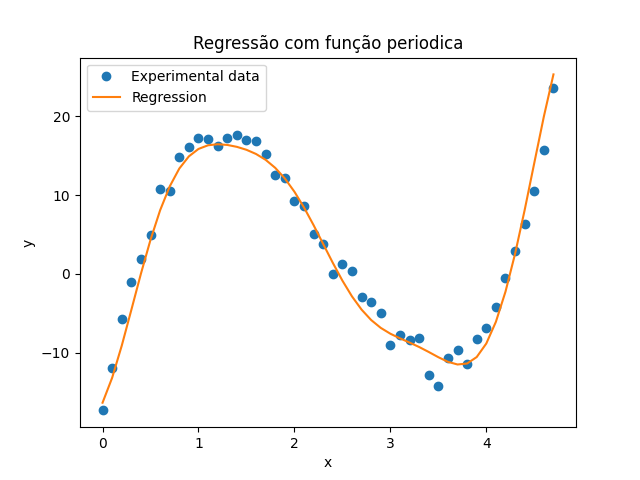 Regressão com função periodica
Experimental data
Regression
y
20
10
0
−10
0 1 2 3 4
x